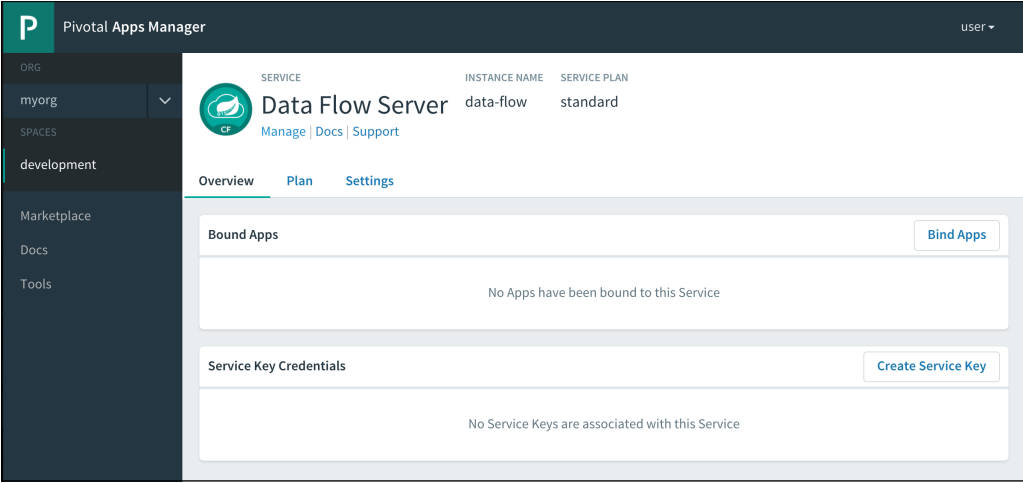 P Pivotal Apps Manager user
ORG
myorg
SPACES
development
Marketplace
Docs
Tools
SERVICE INSTANCE NAME SERVICE PLAN
CF Data Flow Server data-flow standard
Manage | Docs | Support
Overview Plan Settings
Bound Apps Bind Apps
No Apps have been bound to this Service
Service Key Credentials Create Service Key
No Service Keys are associated with this Service